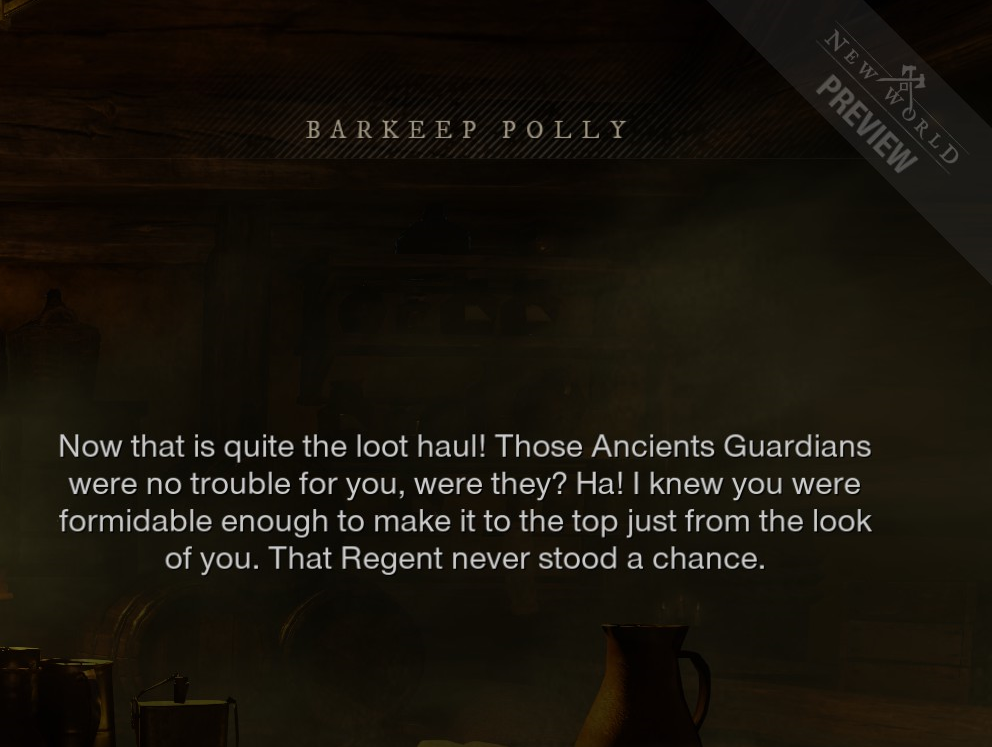 NEW WORLD
PREVIEW
BARKEEP POLLY
Now that is quite the loot haul! Those Ancients Guardians
were no trouble for you, were they? Ha! I knew you were
formidable enough to make it to the top just from the look
of you. That Regent never stood a chance.